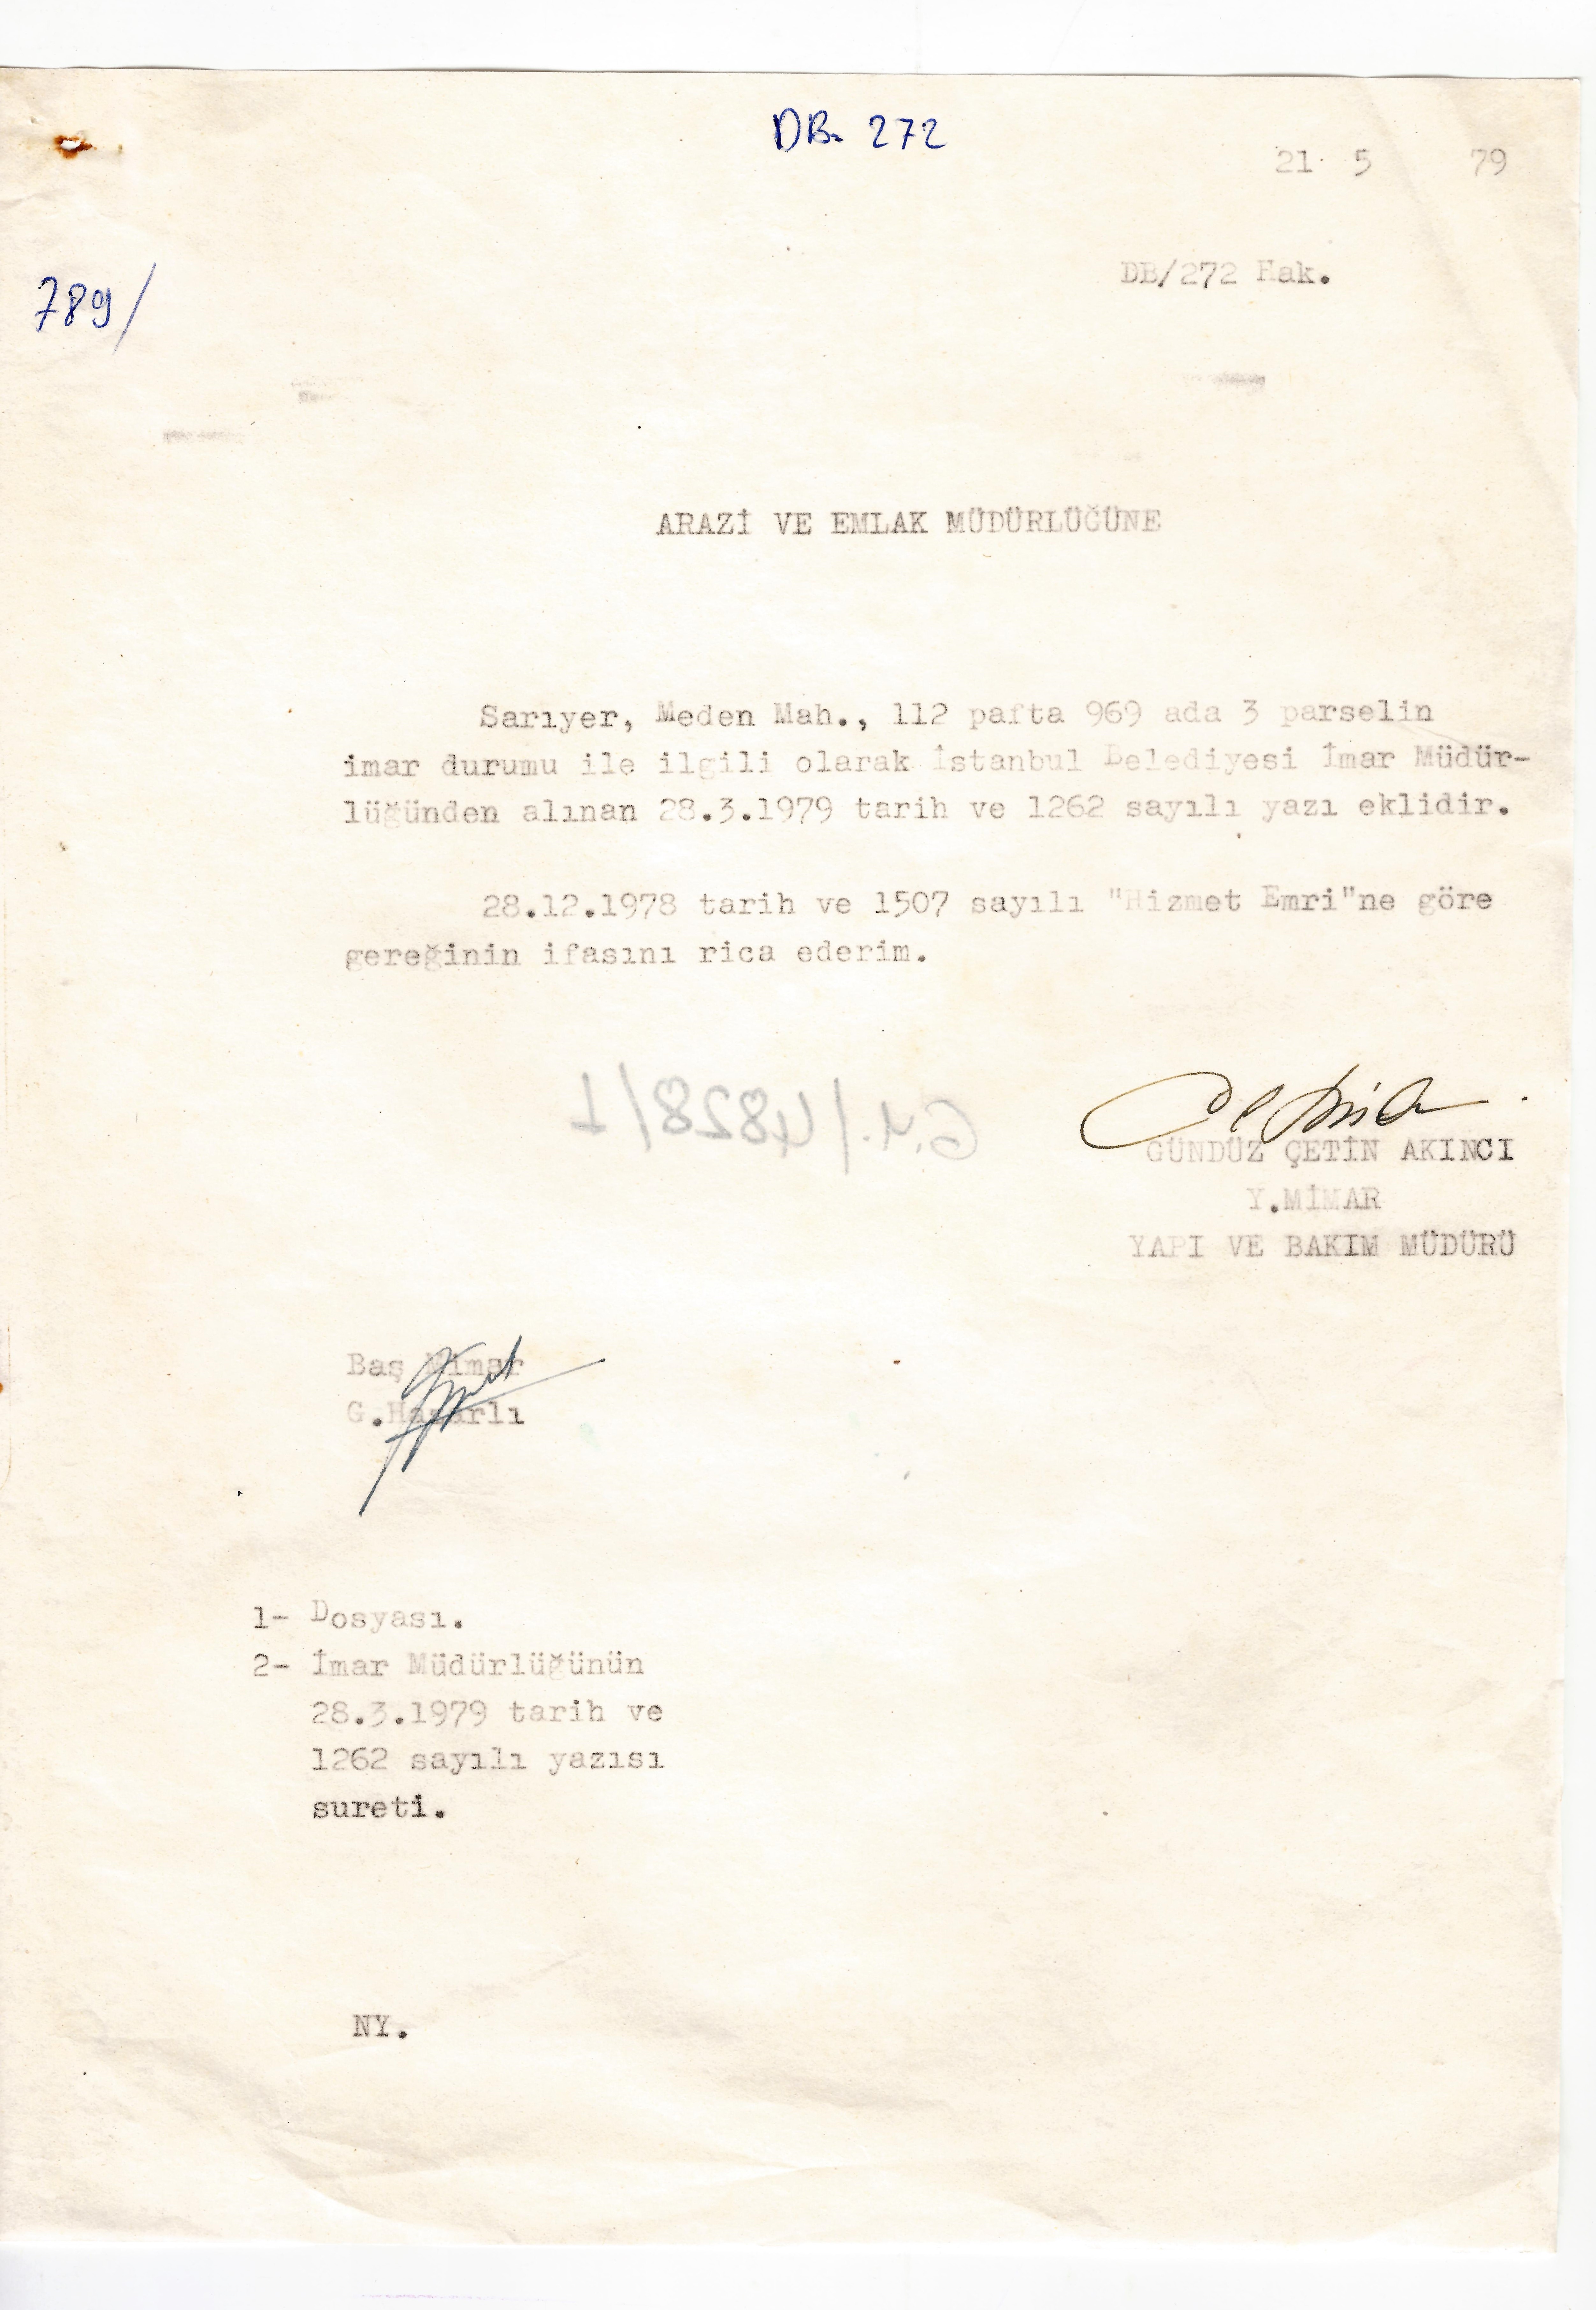 DB. 272
21. 5 79
DB/272 Hak.
789/
ARAZİ VE EMLAK MÜDÜRLÜĞÜNE
Sarıyer, Meden Mah., 112 pafta 969 ada 3 parselin
imar durumu ile ilgili olarak İstanbul Belediyesi İmar Müdür-
lüğünden alınan 28.3.1979 tarih ve 1262 sayılı yazı eklidir.
28.12.1978 tarih ve 1507 sayılı "Hizmet Emri"ne göre
gereğinin ifasını rica ederim.
GÜNDÜZ ÇETİN AKINCI
Y.MİMAR
YAPI VE BAKIM MÜDÜRÜ
Baş Mimar
1- Dosyası.
2- İmar Müdürlüğünün
28.3.1979 tarih ve
1262 sayılı yazısı
sureti.
NY.